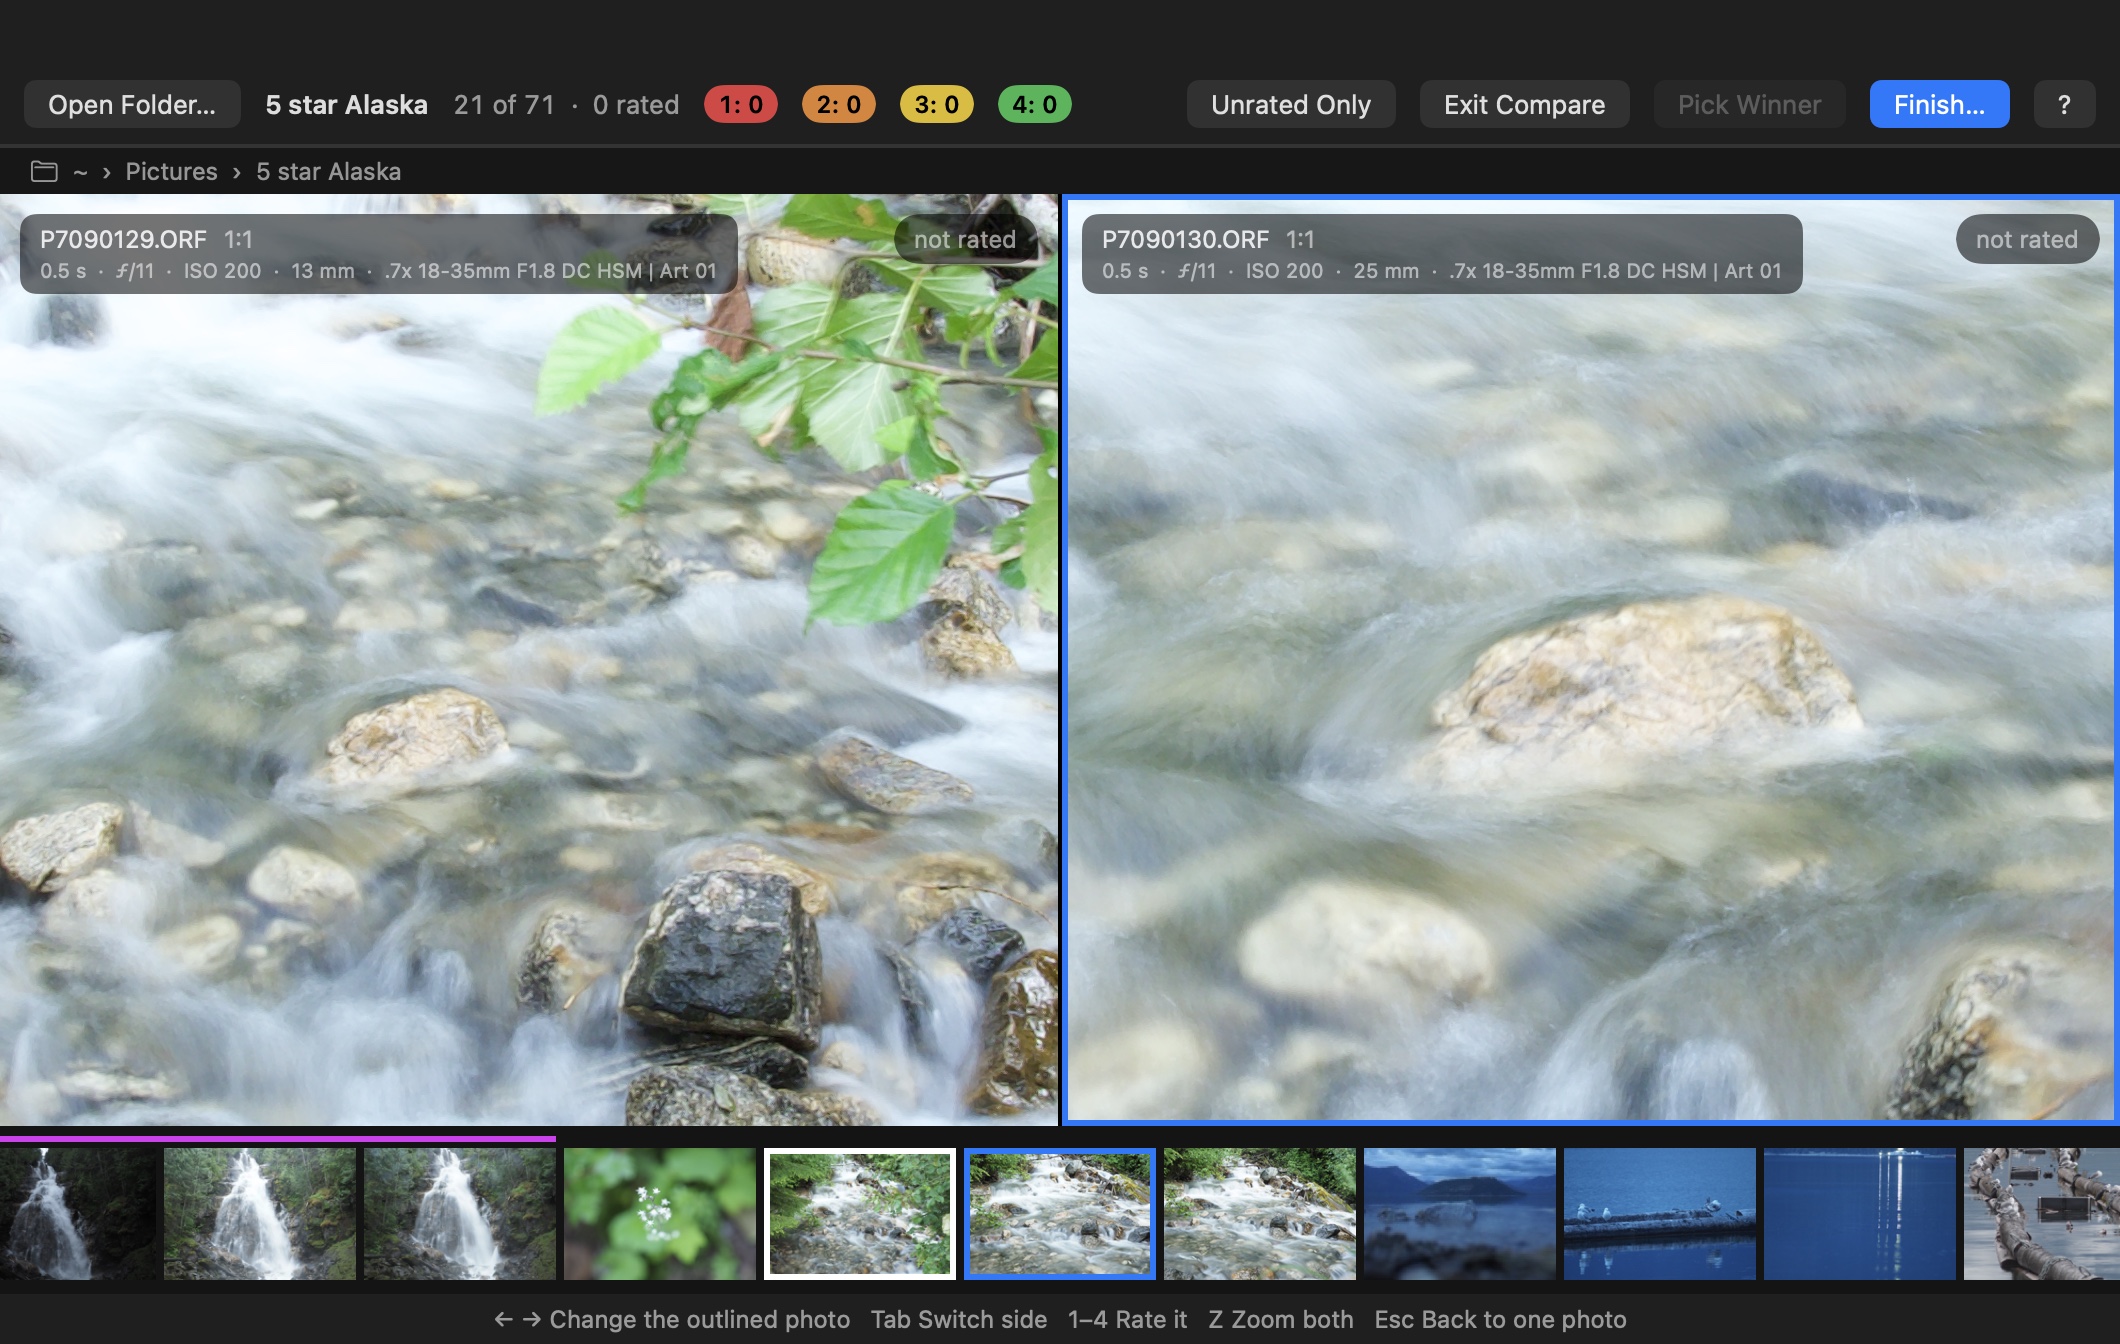 Open Folder... 5 star Alaska 21 of 71 · 0 rated 1: 0 2: 0 3: 0 4: 0 Unrated Only Exit Compare Pick Winner Finish... ?
~ › Pictures › 5 star Alaska
P7090129.ORF 1:1 not rated
0.5 s · ƒ/11 · ISO 200 · 13 mm · .7x 18-35mm F1.8 DC HSM | Art 01
P7090130.ORF 1:1 not rated
0.5 s · ƒ/11 · ISO 200 · 25 mm · .7x 18-35mm F1.8 DC HSM | Art 01
← → Change the outlined photo Tab Switch side 1–4 Rate it Z Zoom both Esc Back to one photo